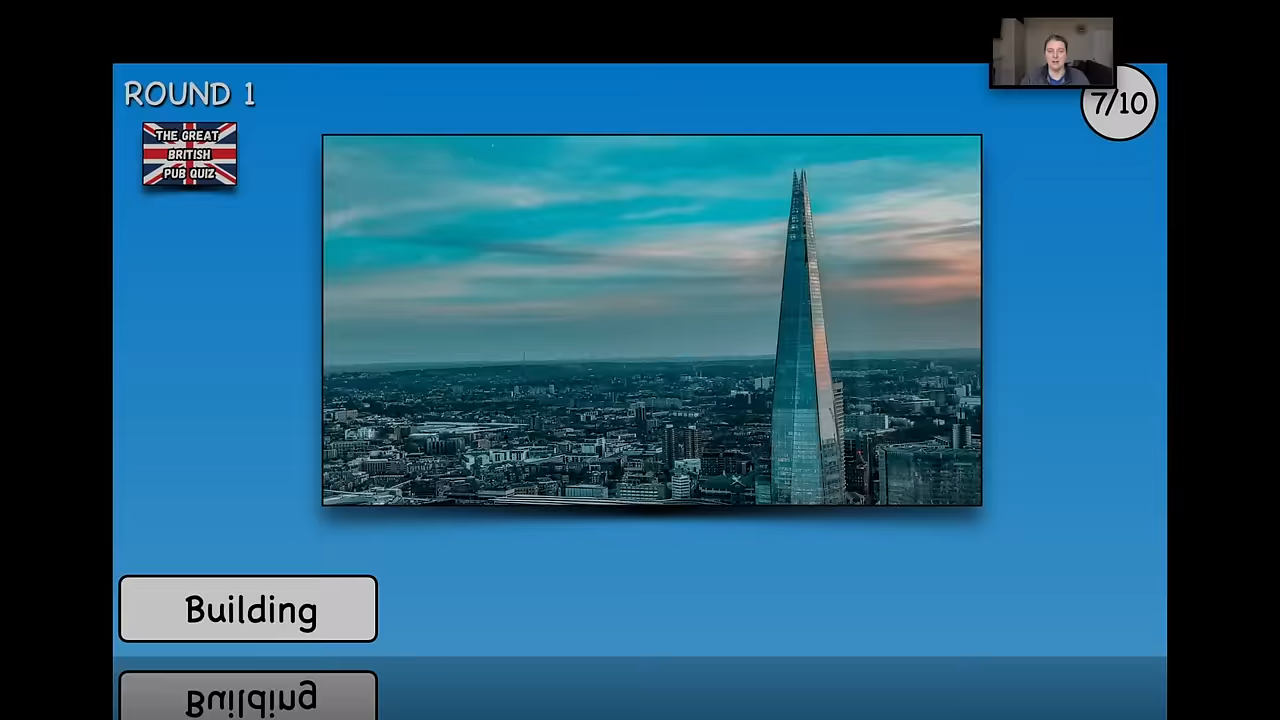 ROUND 1
7/10
THE GREAT
BRITISH
PUB QUIZ
Building
Building